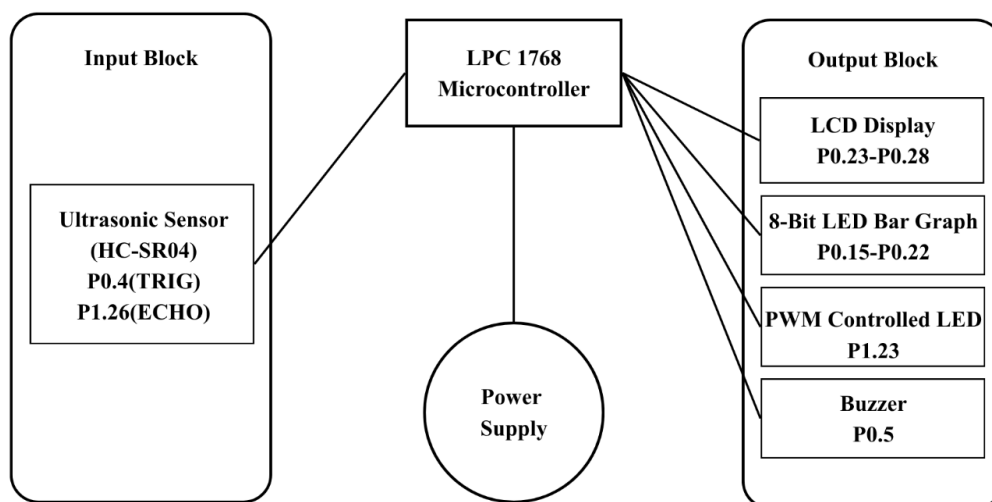 Input Block
Ultrasonic Sensor
(HC-SR04)
P0.4(TRIG)
P1.26(ECHO)
LPC 1768
Microcontroller
Power
Supply
Output Block
LCD Display
P0.23-P0.28
8-Bit LED Bar Graph
P0.15-P0.22
PWM Controlled LED
P1.23
Buzzer
P0.5